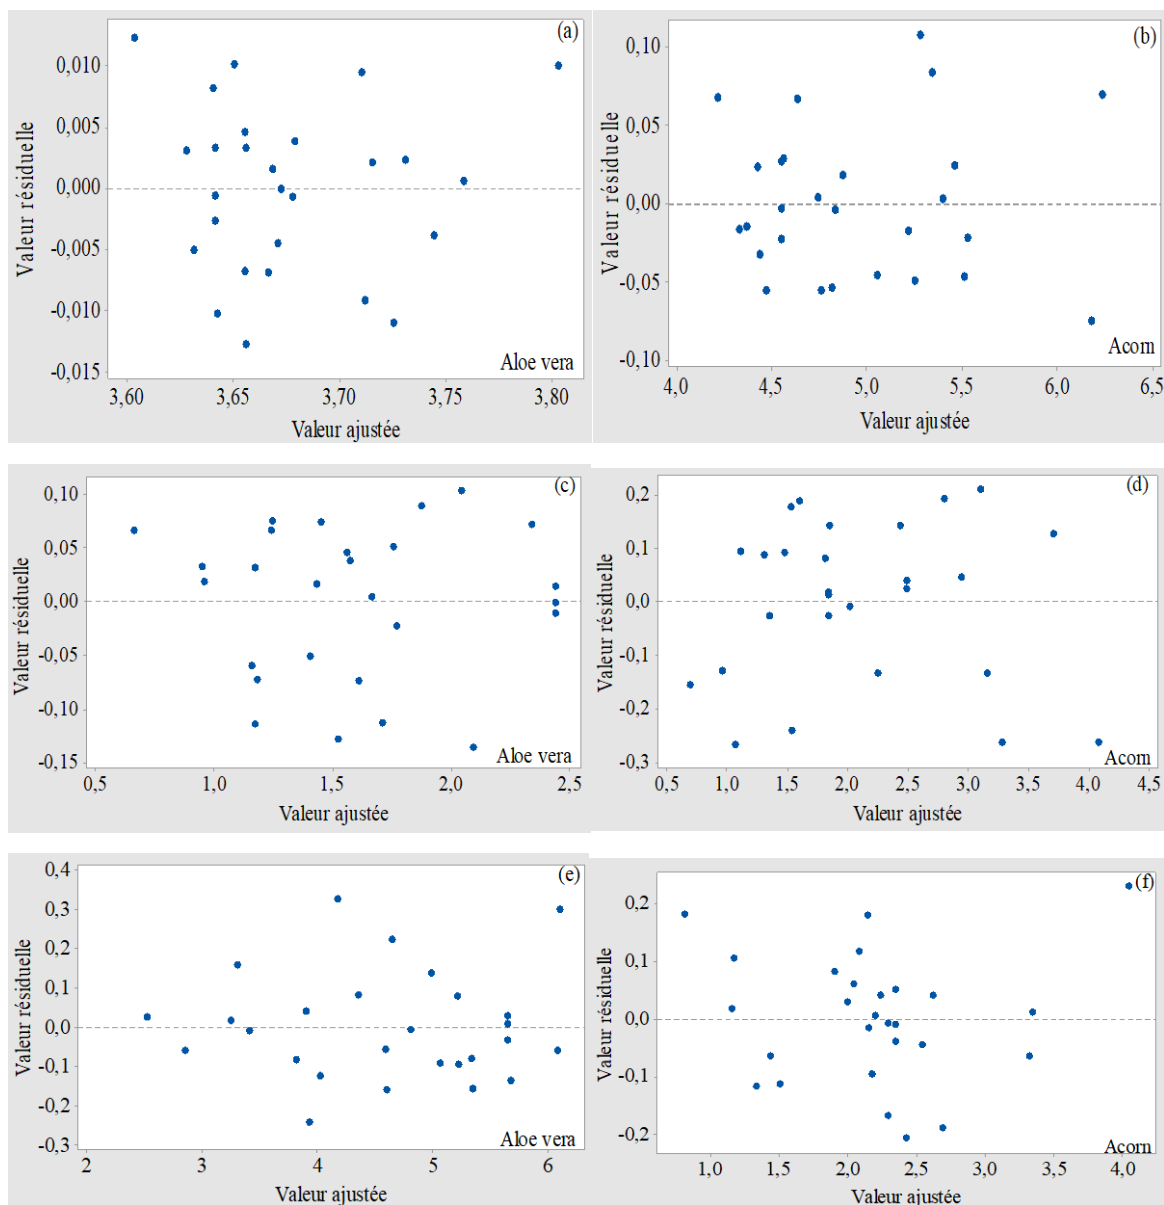 (a)
0,010
0,005
0,000
-0,005
-0,010
-0,015
Valeur résiduelle
Aloe vera
3,60 3,65 3,70 3,75 3,80
Valeur ajustée
(b)
0,10
0,05
0,00
-0,05
-0,10
Valeur résiduelle
Acorn
4,0 4,5 5,0 5,5 6,0 6,5
Valeur ajustée
(c)
0,10
0,05
0,00
-0,05
-0,10
-0,15
Valeur résiduelle
Aloe vera
0,5 1,0 1,5 2,0 2,5
Valeur ajustée
(d)
0,2
0,1
0,0
-0,1
-0,2
-0,3
Valeur résiduelle
Acorn
0,5 1,0 1,5 2,0 2,5 3,0 3,5 4,0 4,5
Valeur ajustée
(e)
0,4
0,3
0,2
0,1
0,0
-0,1
-0,2
-0,3
Valeur résiduelle
Aloe vera
2 3 4 5 6
Valeur ajustée
(f)
0,2
0,1
0,0
-0,1
-0,2
Valeur résiduelle
Acorn
1,0 1,5 2,0 2,5 3,0 3,5 4,0
Valeur ajustée